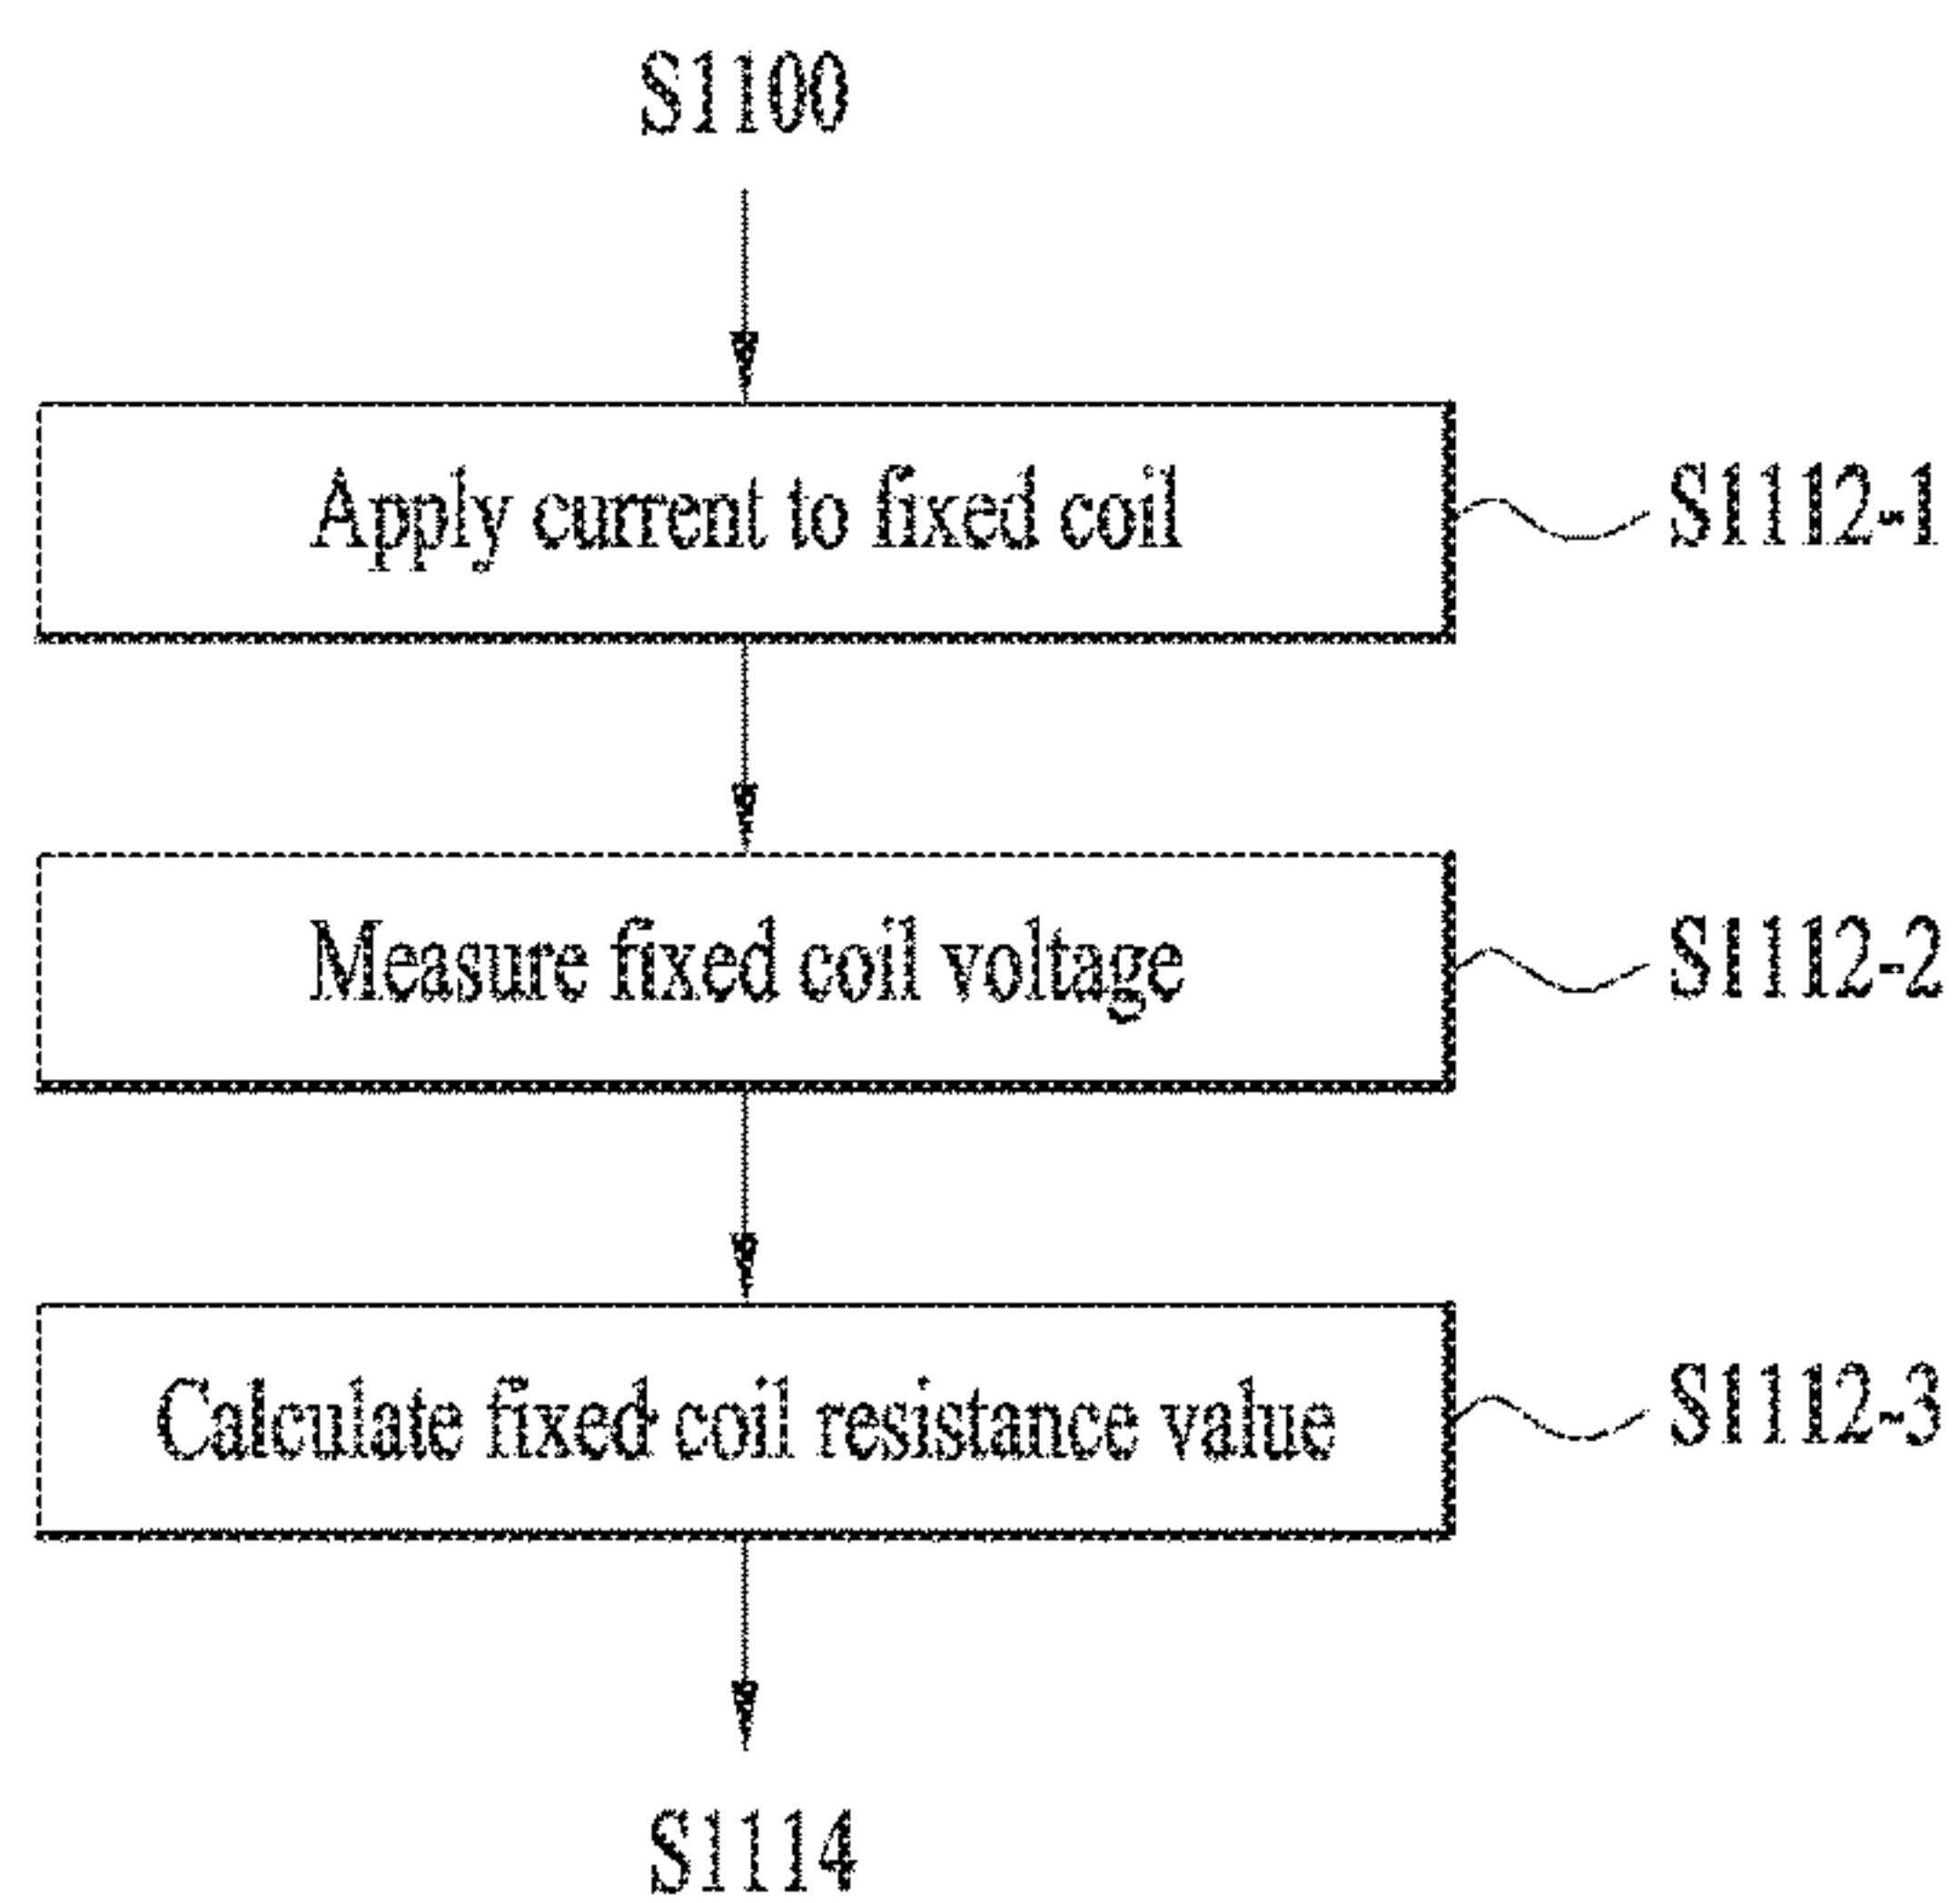 S1100
Apply current to fixed coil
S1112-1
Measure fixed coil voltage
S1112-2
Calculate fixed coil resistance value
S1112-3
S1114